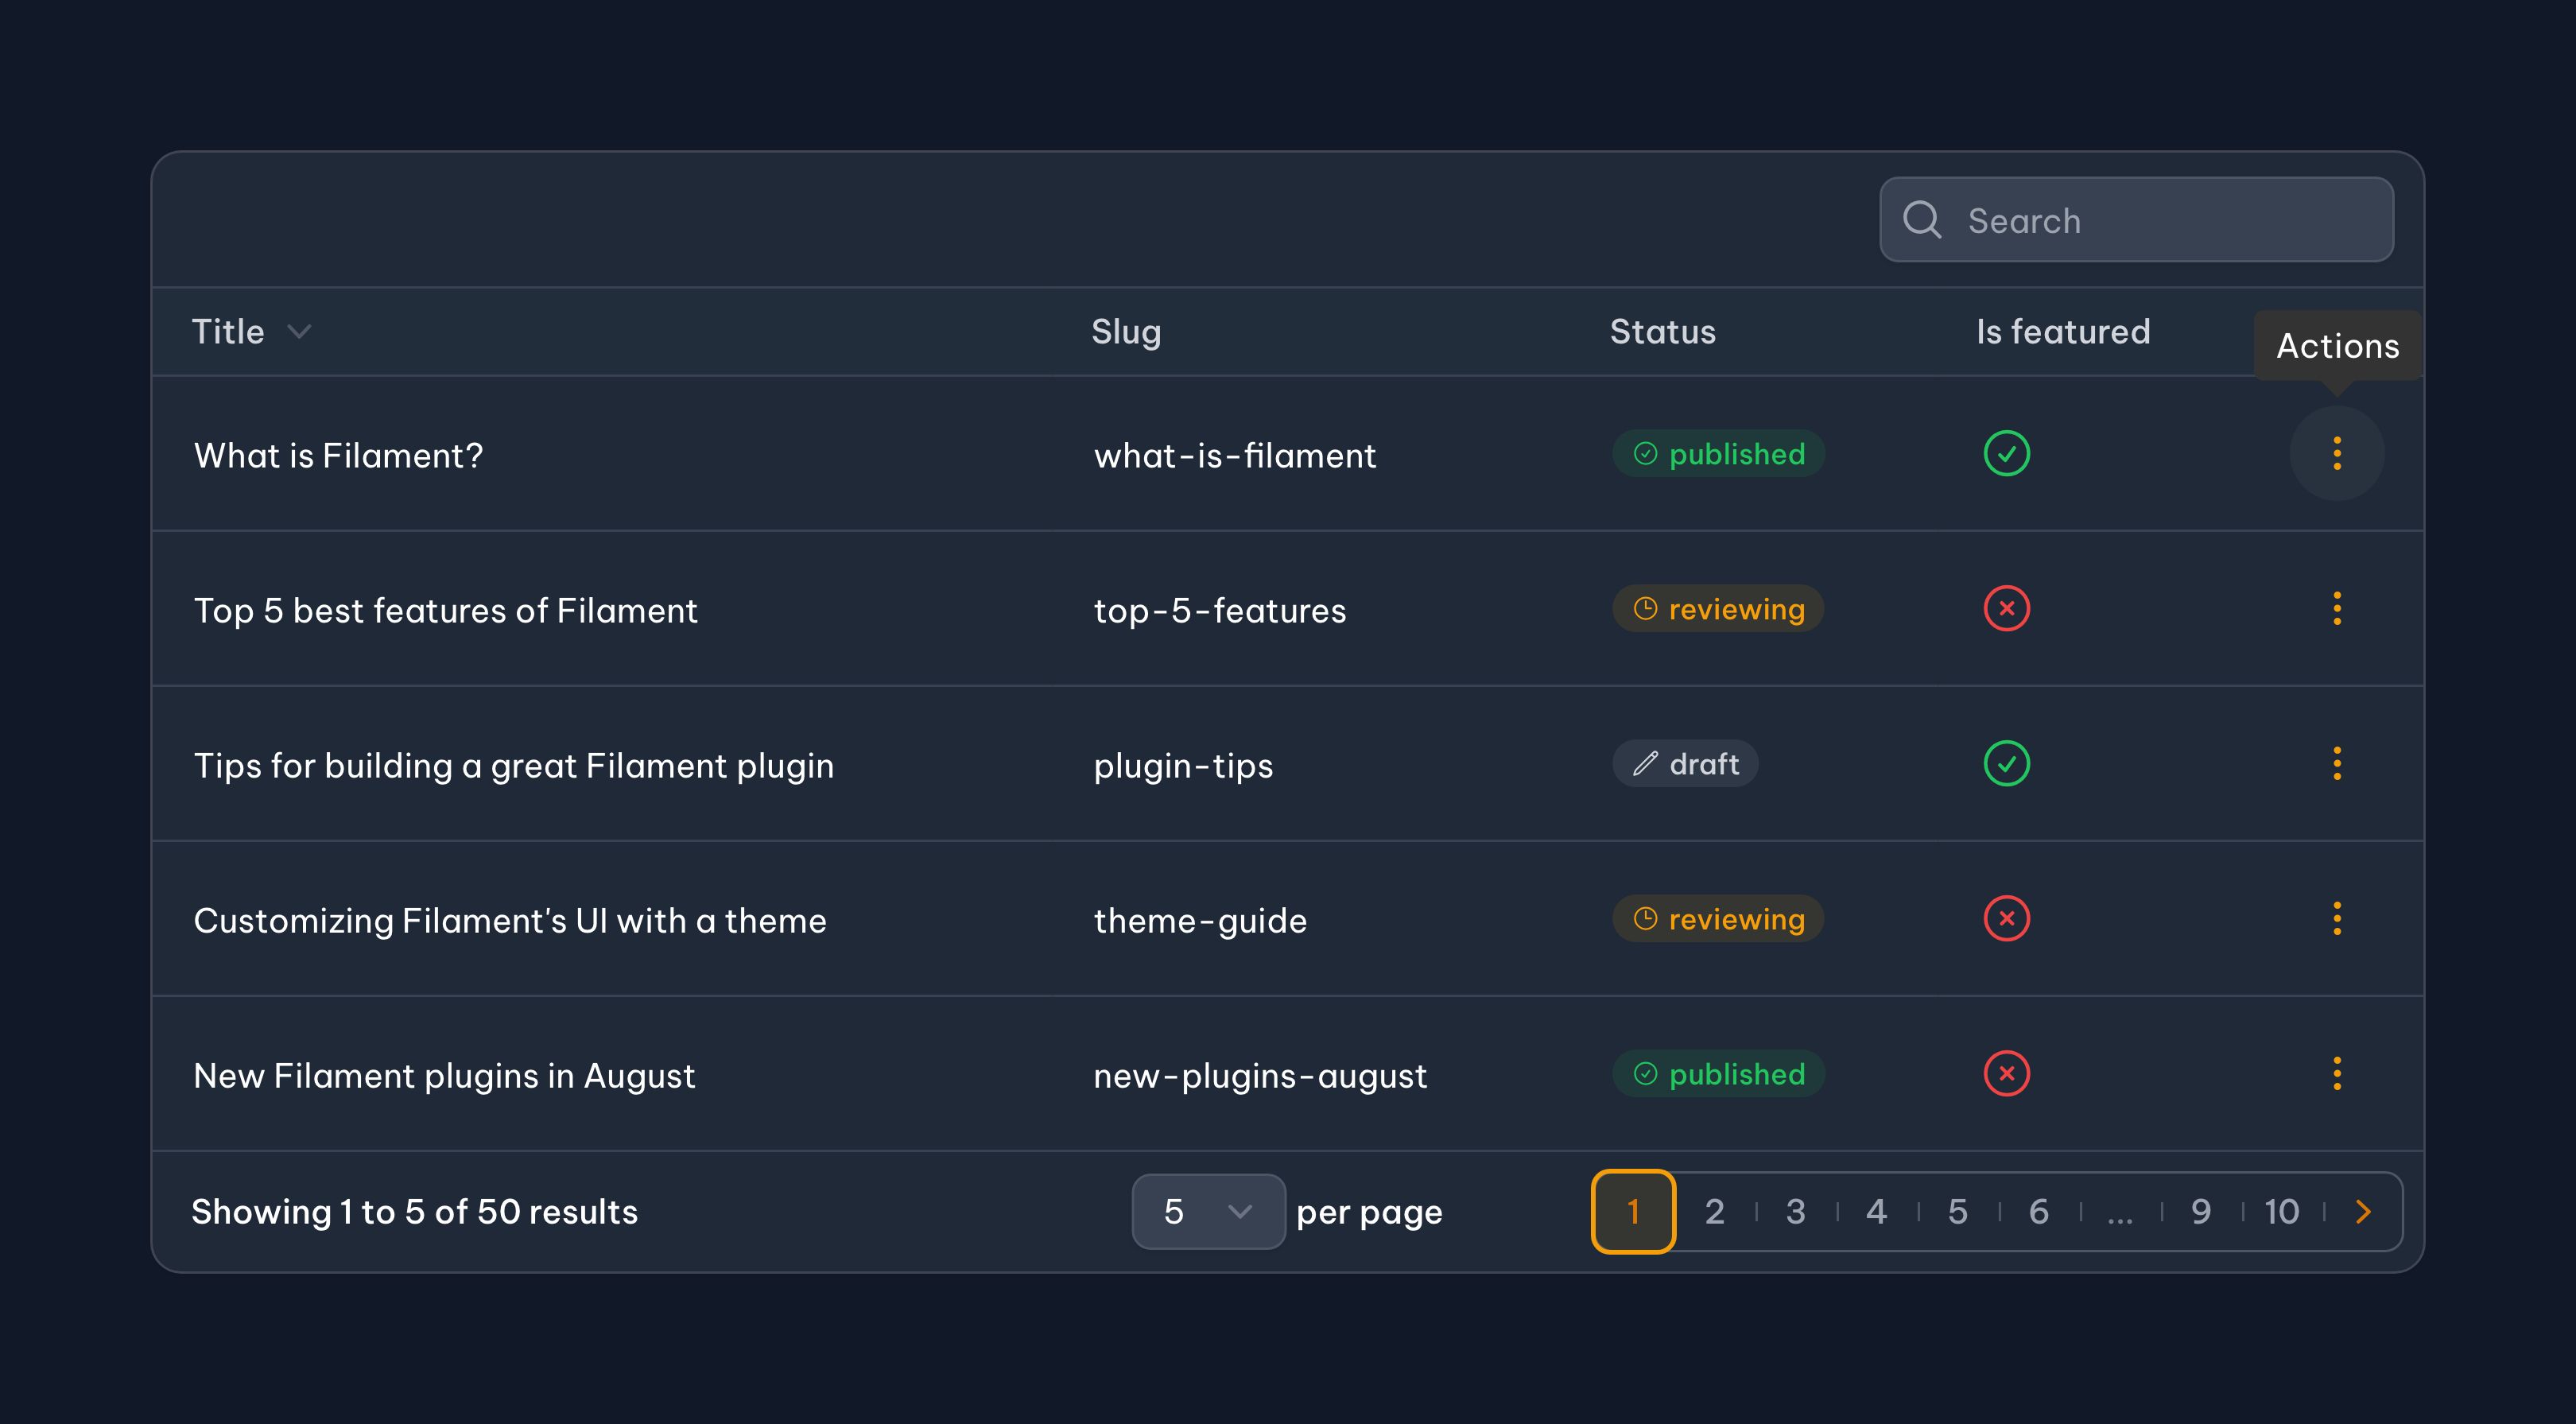 Search
Title Slug Status Is featured Actions
What is Filament? what-is-filament published
Top 5 best features of Filament top-5-features reviewing
Tips for building a great Filament plugin plugin-tips draft
Customizing Filament's UI with a theme theme-guide reviewing
New Filament plugins in August new-plugins-august published
Showing 1 to 5 of 50 results 5 per page 1 2 3 4 5 6 ... 9 10